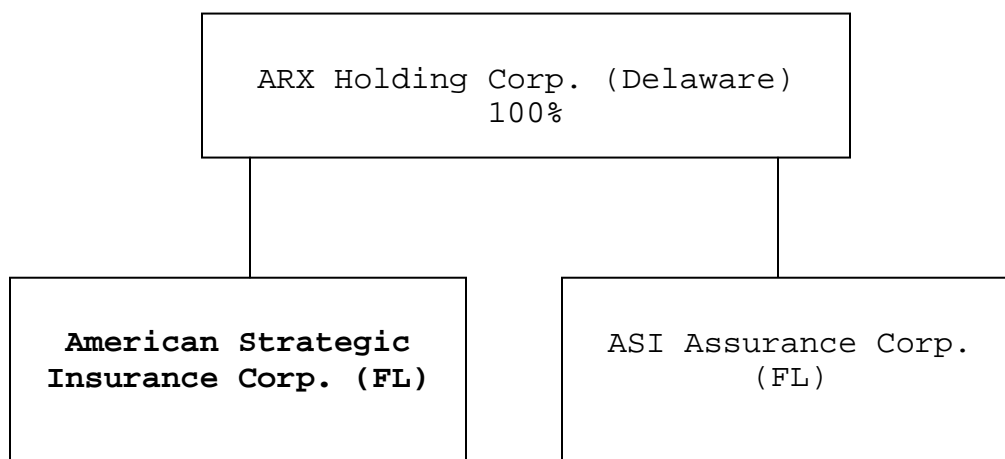 ARX Holding Corp. (Delaware)
100%
American Strategic
Insurance Corp. (FL)
ASI Assurance Corp.
(FL)